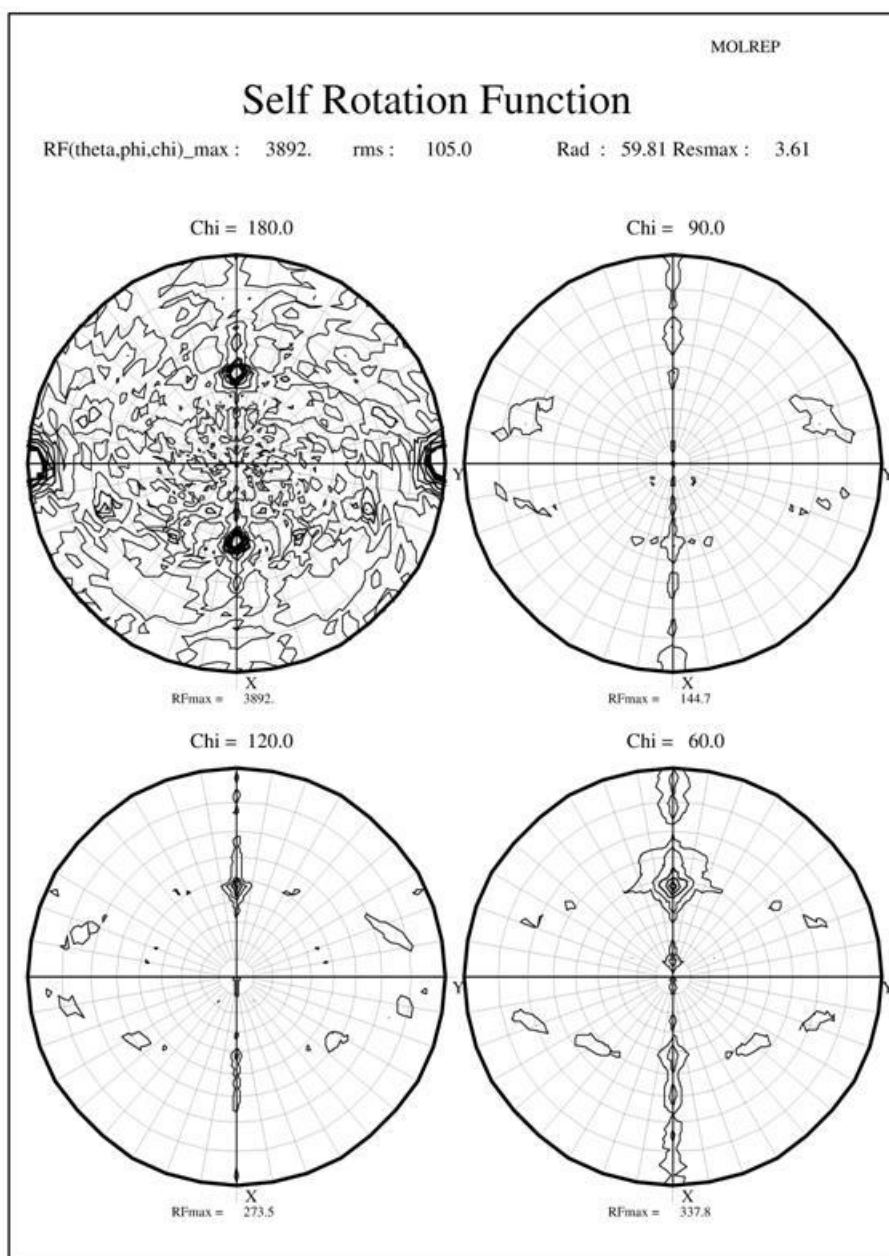 MOLREP
Self Rotation Function
RF(theta,phi,chi)_max : 3892. rms : 105.0 Rad : 59.81 Resmax : 3.61
Chi = 180.0 Chi = 90.0
Y Y
X X
RFmax = 3892. RFmax = 144.7
Chi = 120.0 Chi = 60.0
Y Y
X X
RFmax = 273.5 RFmax = 337.8